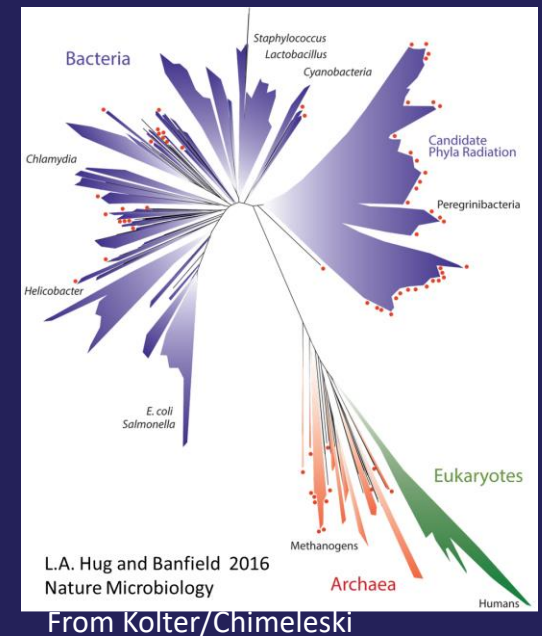 Staphylococcus
Lactobacillus
Bacteria
Cyanobacteria
Candidate
Phyla Radiation
Chlamydia
Peregrinibacteria
Helicobacter
E. coli
Salmonella
Eukaryotes
Methanogens
L.A. Hug and Banfield 2016
Nature Microbiology
Archaea
Humans
From Kolter/Chimeleski